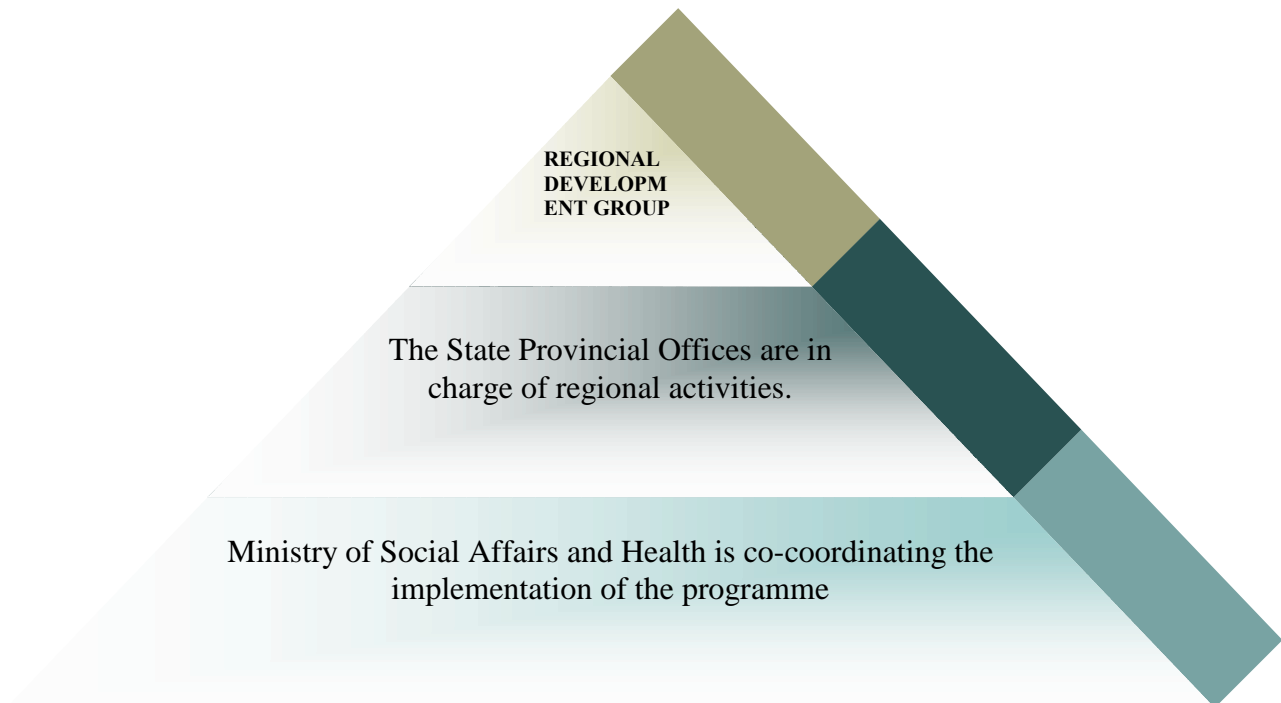 REGIONAL
DEVELOPM
ENT GROUP
The State Provincial Offices are in
charge of regional activities.
Ministry of Social Affairs and Health is co-coordinating the
implementation of the programme